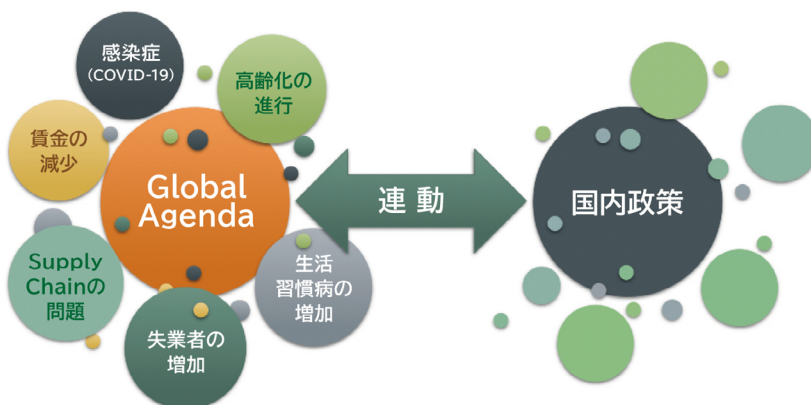 感染症
(COVID-19)
高齢化の
進行
賃金の
減少
Global
Agenda
連動
国内政策
Supply
Chainの
問題
生活
習慣病の
増加
失業者の
増加